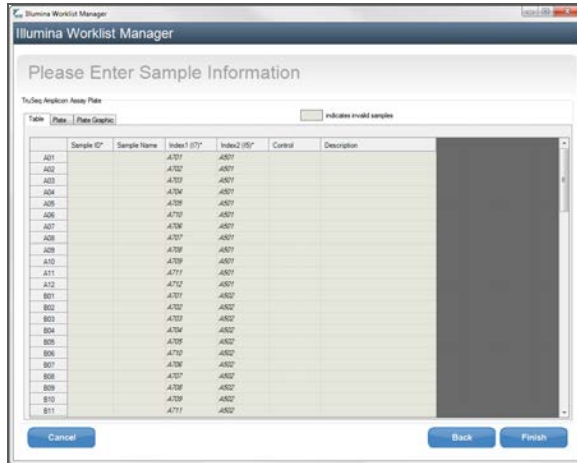 Illumina Worklist Manager
Illumina Worklist Manager
Please Enter Sample Information
TruSeq Amplicon Assay Plate
Table Plate Plate Graphic indicates invalid samples
Sample ID* Sample Name Index1 (I7)* Index2 (I5)* Control Description
A01 A701 A501
A02 A702 A501
A03 A703 A501
A04 A704 A501
A05 A705 A501
A06 A710 A501
A07 A706 A501
A08 A707 A501
A09 A708 A501
A10 A709 A501
A11 A711 A501
A12 A712 A501
B01 A701 A502
B02 A702 A502
B03 A703 A502
B04 A704 A502
B05 A705 A502
B06 A710 A502
B07 A706 A502
B08 A707 A502
B09 A708 A502
B10 A709 A502
B11 A711 A502
Cancel Back Finish